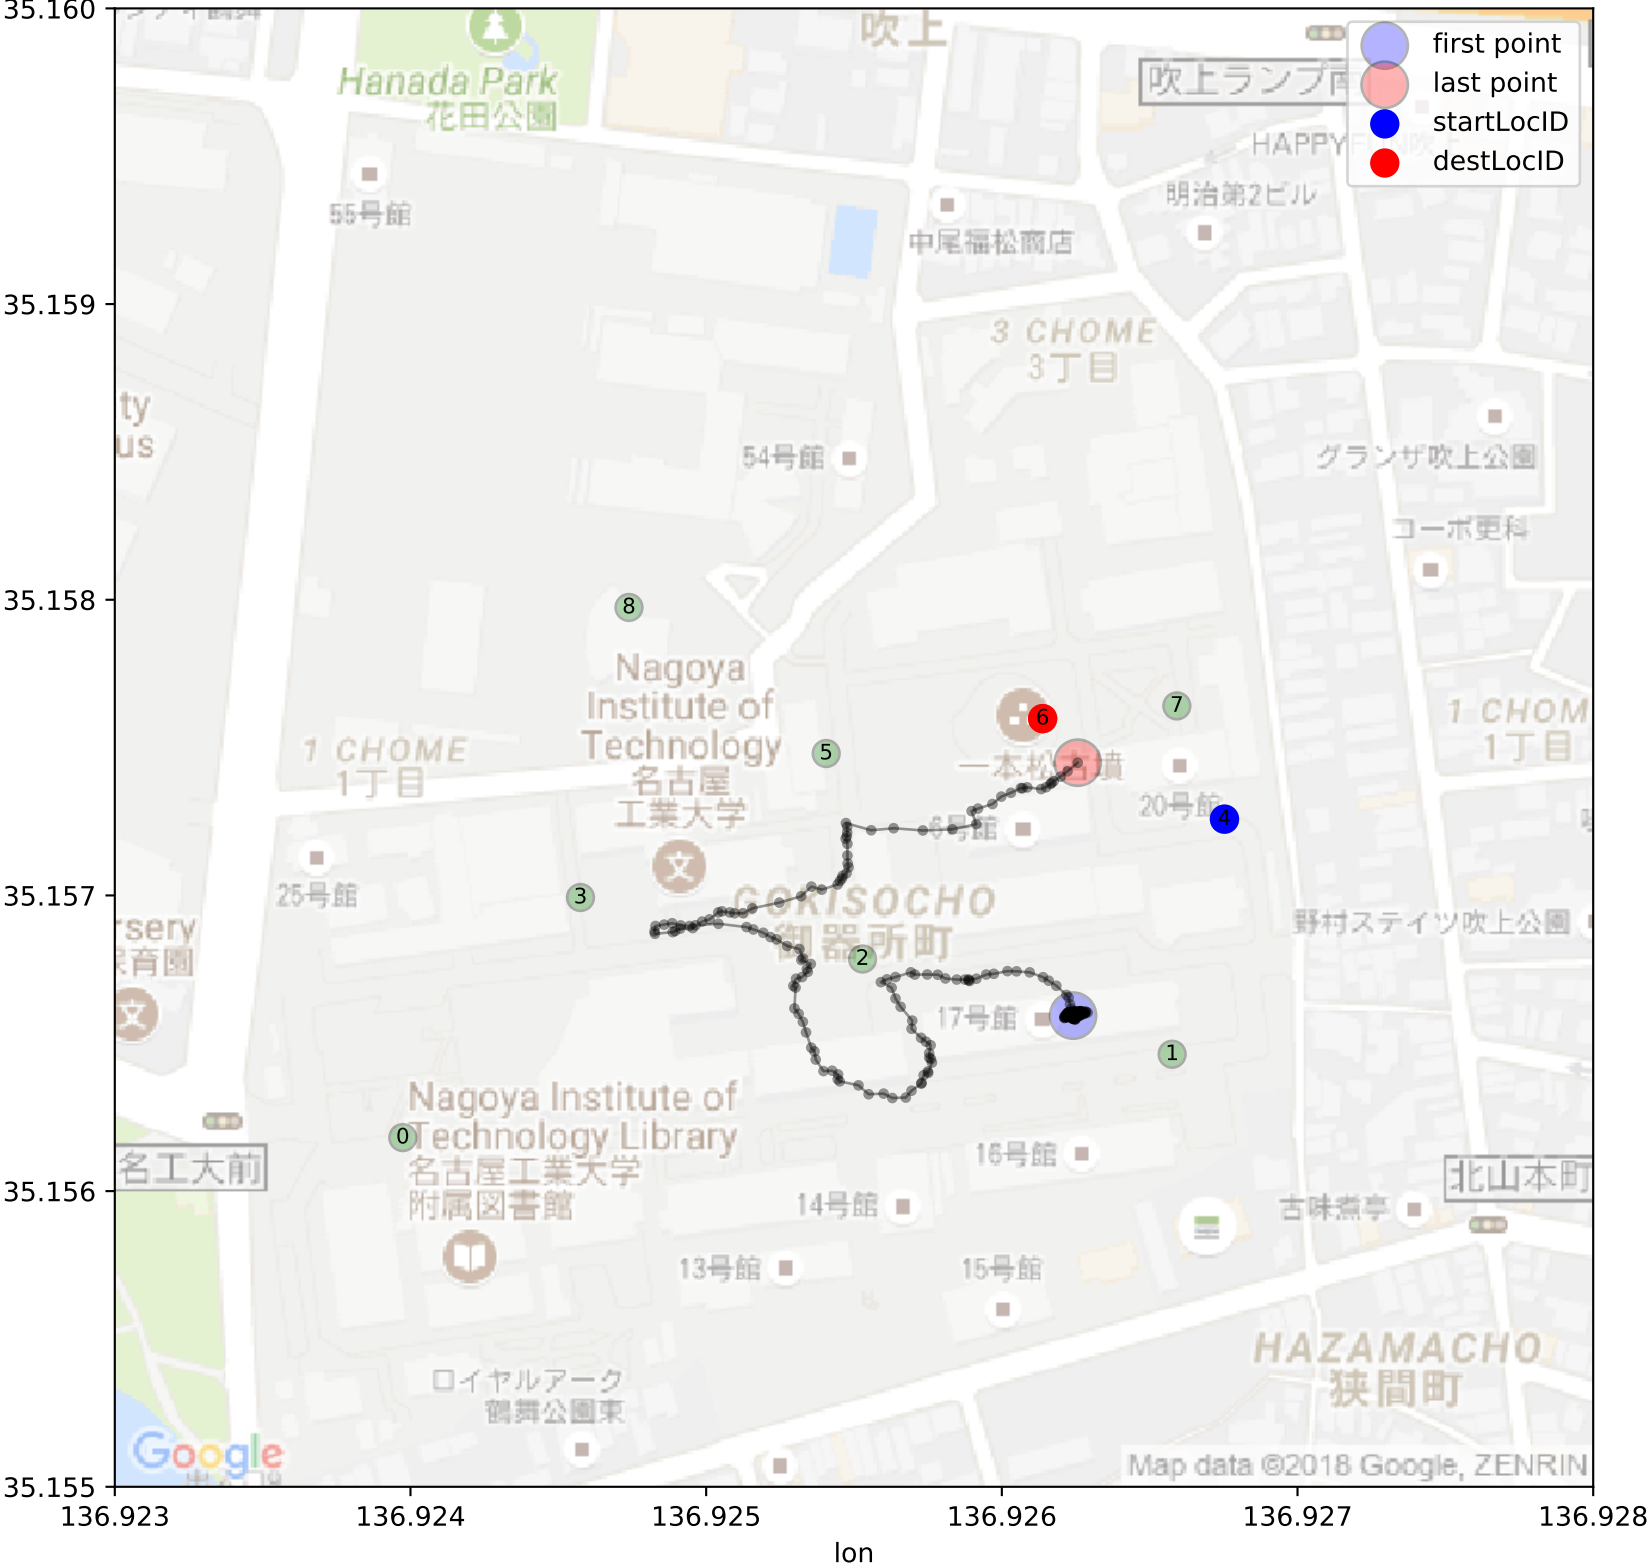 35.160
35.159
35.158
35.157
35.156
35.155
136.923
136.924
136.925
136.926
136.927
136.928
lon
first point
last point
startLocID
destLocID
吹上
Hanada Park
花田公園
吹上ランプ南
明治第2ビル
55号館
中尾福松商店
3 CHOME
3丁目
ty
us
54号館
グランザ吹上公園
コーポ更科
8
Nagoya
Institute of
Technology
名古屋
工業大学
7
6
5
4
一本松古墳
20号館
1 CHOME
1丁目
1 CHOM
1丁目
6号館
25号館
3
GOKISOCHO
御器所町
2
野村ステイツ吹上公園
rsery
保育園
17号館
1
Nagoya Institute of
Technology Library
名古屋工業大学
附属図書館
0
名工大前
16号館
北山本町
14号館
古味煮亭
13号館
15号館
HAZAMACHO
狭間町
ロイヤルアーク
鶴舞公園東
Google
Map data ©2018 Google, ZENRIN